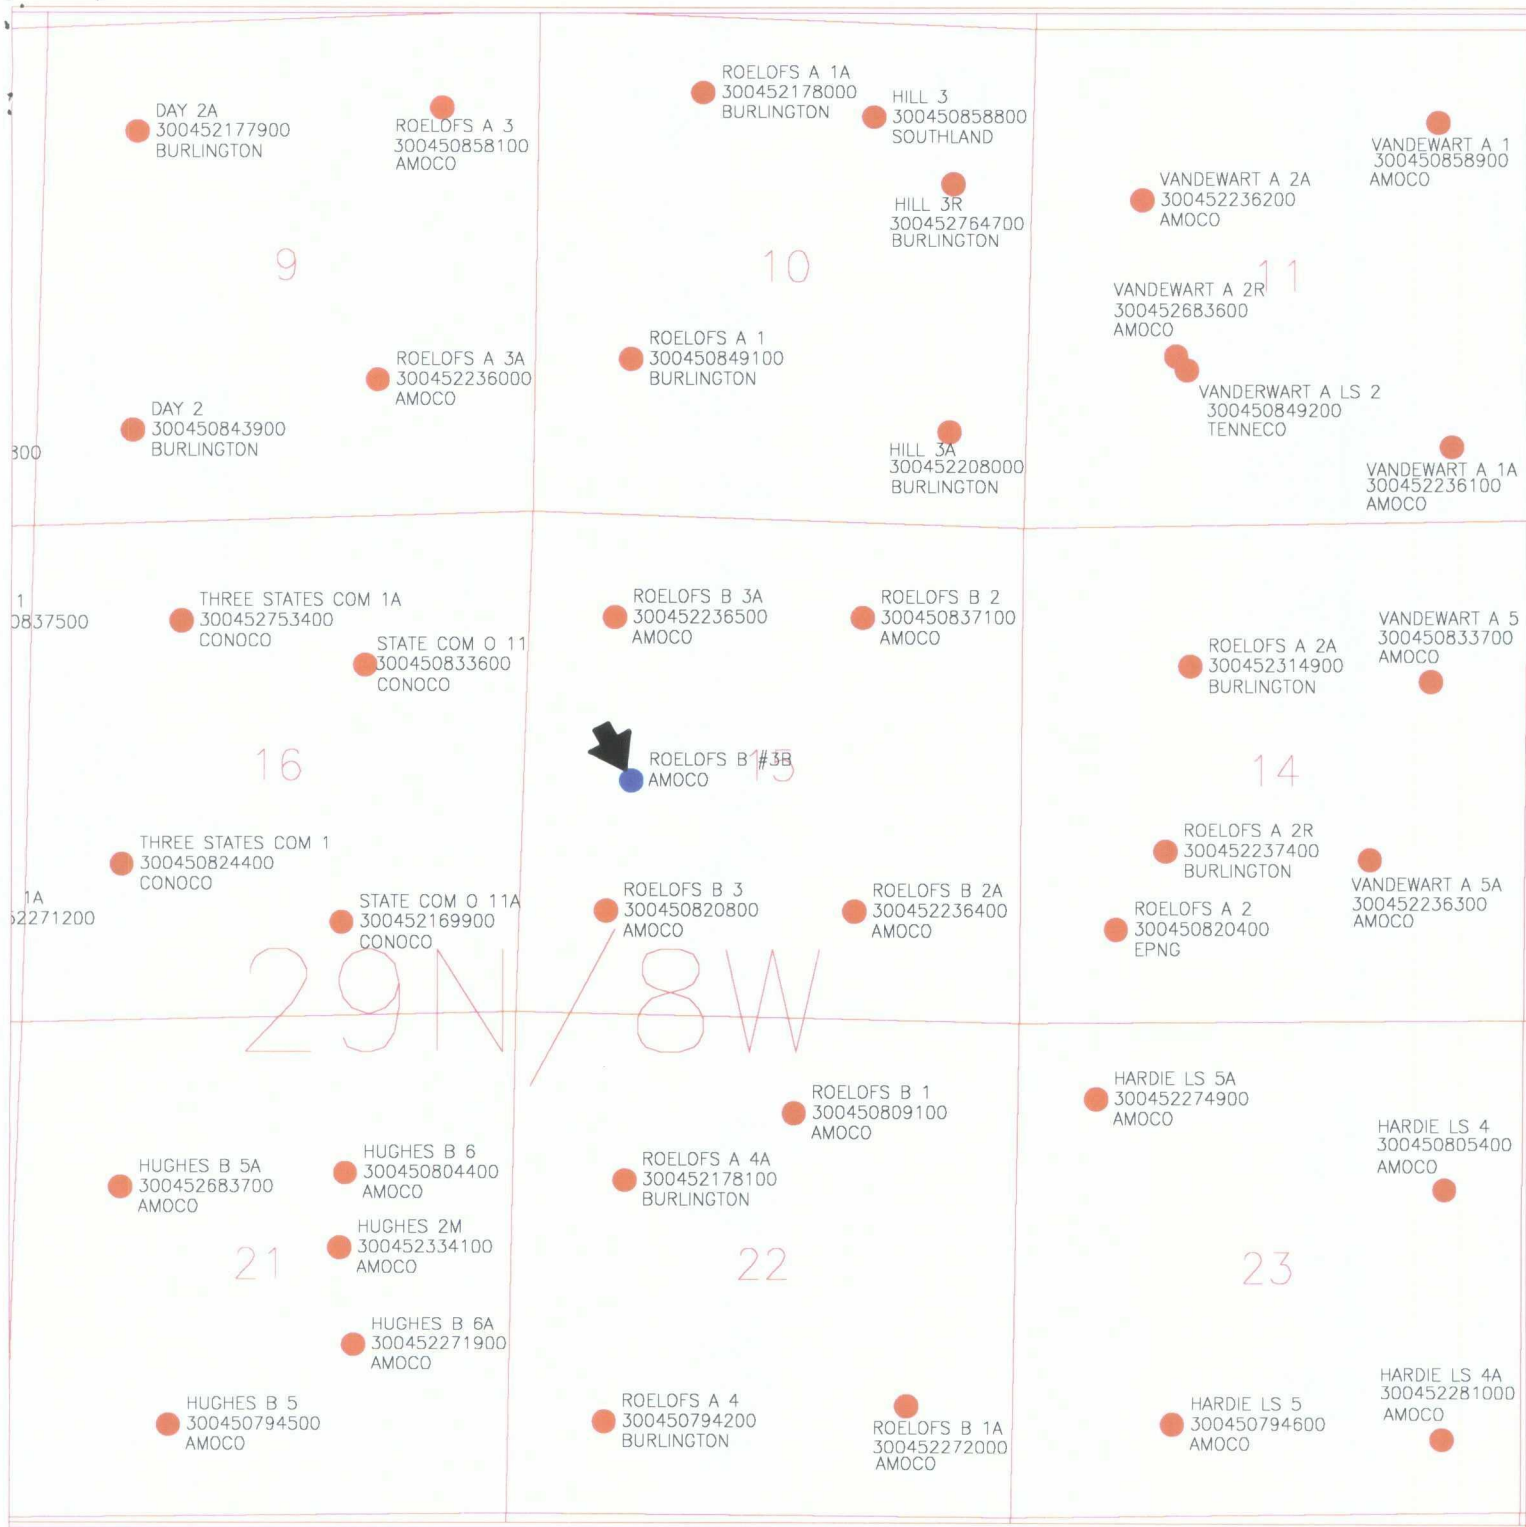 DAY 2A
300452177900
BURLINGTON
ROELOFS A 3
300450858100
AMOCO
9
ROELOFS A 3A
300452236000
AMOCO
DAY 2
300450843900
BURLINGTON
300
ROELOFS A 1A
300452178000
BURLINGTON
HILL 3
300450858800
SOUTHLAND
HILL 3R
300452764700
BURLINGTON
10
ROELOFS A 1
300450849100
BURLINGTON
HILL 3A
300452208000
BURLINGTON
VANDEWART A 1
300450858900
AMOCO
VANDEWART A 2A
300452236200
AMOCO
11
VANDEWART A 2R
300452683600
AMOCO
VANDERWART A LS 2
300450849200
TENNECO
VANDEWART A 1A
300452236100
AMOCO
1
0837500
THREE STATES COM 1A
300452753400
CONOCO
STATE COM O 11
300450833600
CONOCO
16
THREE STATES COM 1
300450824400
CONOCO
1A
52271200
STATE COM O 11A
300452169900
CONOCO
ROELOFS B 3A
300452236500
AMOCO
ROELOFS B 2
300450837100
AMOCO
ROELOFS B #3B
AMOCO
15
ROELOFS B 3
300450820800
AMOCO
ROELOFS B 2A
300452236400
AMOCO
VANDEWART A 5
300450833700
AMOCO
ROELOFS A 2A
300452314900
BURLINGTON
14
ROELOFS A 2R
300452237400
BURLINGTON
VANDEWART A 5A
300452236300
AMOCO
ROELOFS A 2
300450820400
EPNG
29N/8W
HUGHES B 5A
300452683700
AMOCO
HUGHES B 6
300450804400
AMOCO
HUGHES 2M
300452334100
AMOCO
21
HUGHES B 6A
300452271900
AMOCO
HUGHES B 5
300450794500
AMOCO
ROELOFS B 1
300450809100
AMOCO
ROELOFS A 4A
300452178100
BURLINGTON
22
ROELOFS A 4
300450794200
BURLINGTON
ROELOFS B 1A
300452272000
AMOCO
HARDIE LS 5A
300452274900
AMOCO
HARDIE LS 4
300450805400
AMOCO
23
HARDIE LS 4A
300452281000
AMOCO
HARDIE LS 5
300450794600
AMOCO